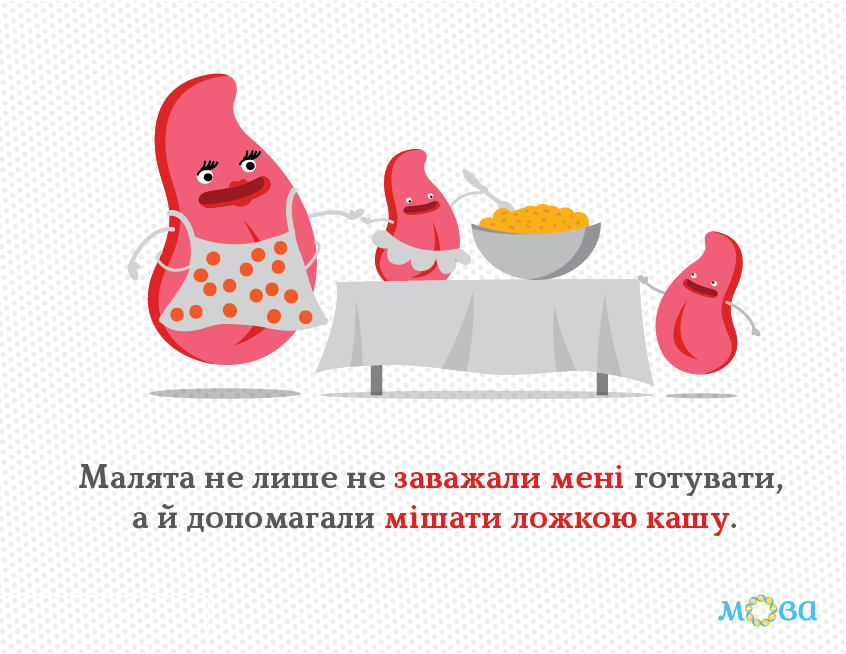 Малята не лише не заважали мені готувати,
а й допомагали мішати ложкою кашу.
мова